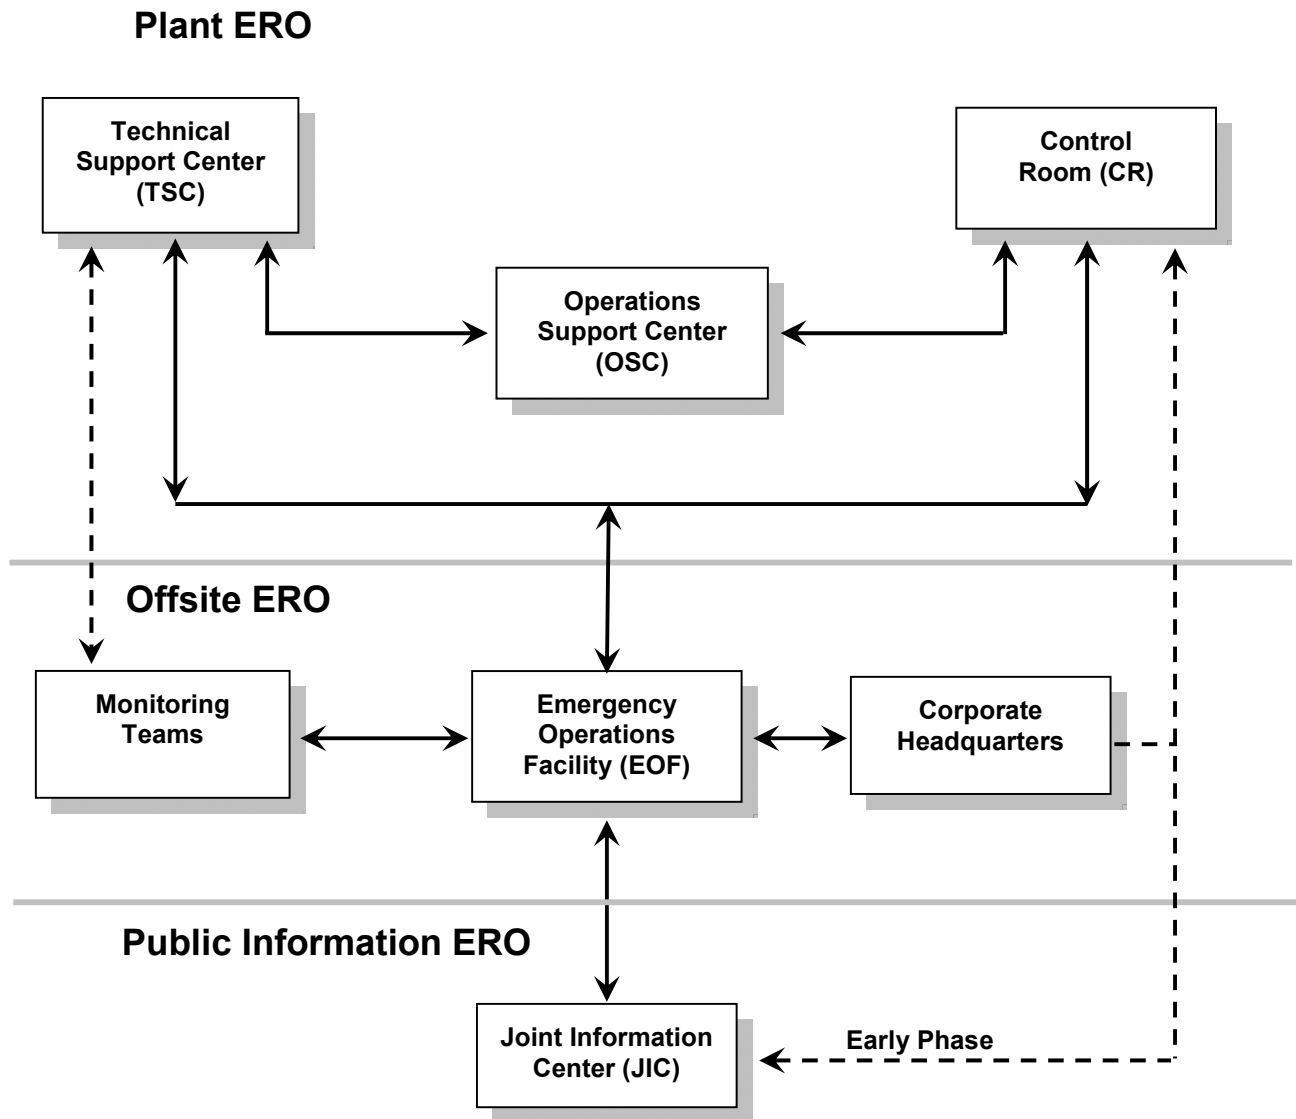 Plant ERO
Technical
Support Center
(TSC)
Control
Room (CR)
Operations
Support Center
(OSC)
Offsite ERO
Monitoring
Teams
Emergency
Operations
Facility (EOF)
Corporate
Headquarters
Public Information ERO
Joint Information
Center (JIC)
Early Phase